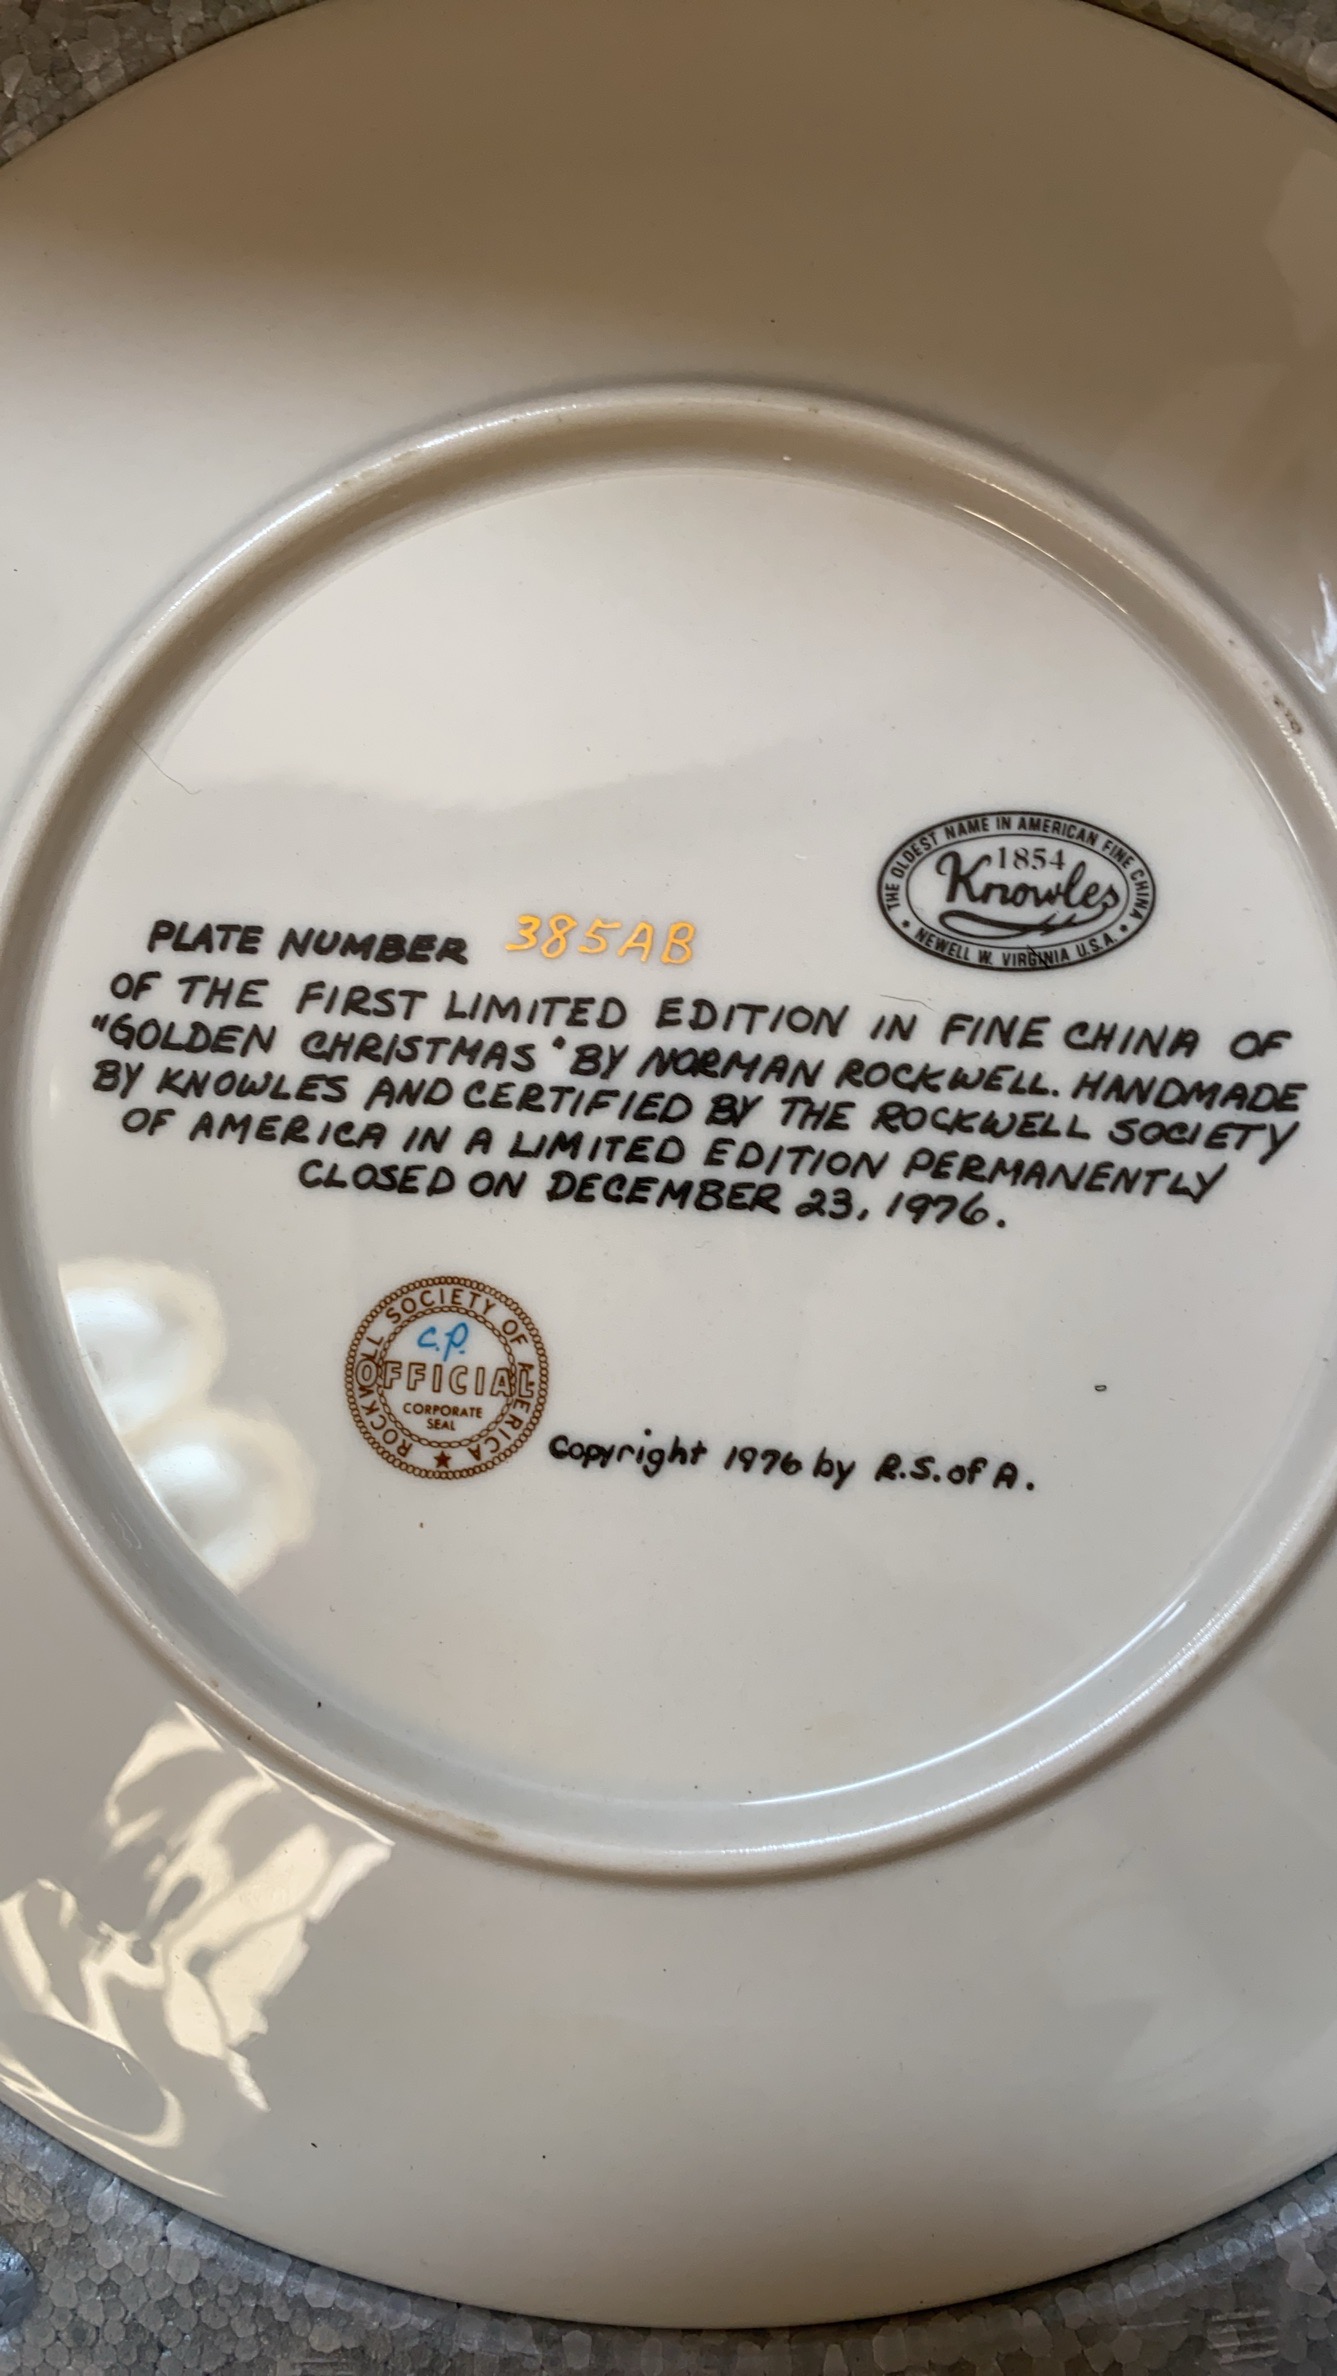 THE OLDEST NAME IN AMERICAN FINE CHINA
1854
Knowles
• NEWELL W. VIRGINIA U.S.A. •
PLATE NUMBER 385AB
OF THE FIRST LIMITED EDITION IN FINE CHINA OF
"GOLDEN CHRISTMAS" BY NORMAN ROCKWELL. HANDMADE
BY KNOWLES AND CERTIFIED BY THE ROCKWELL SOCIETY
OF AMERICA IN A LIMITED EDITION PERMANENTLY
CLOSED ON DECEMBER 23, 1976.
ROCKWELL SOCIETY OF AMERICA ★
C.P.
OFFICIAL
CORPORATE
SEAL
Copyright 1976 by R.S. of A.